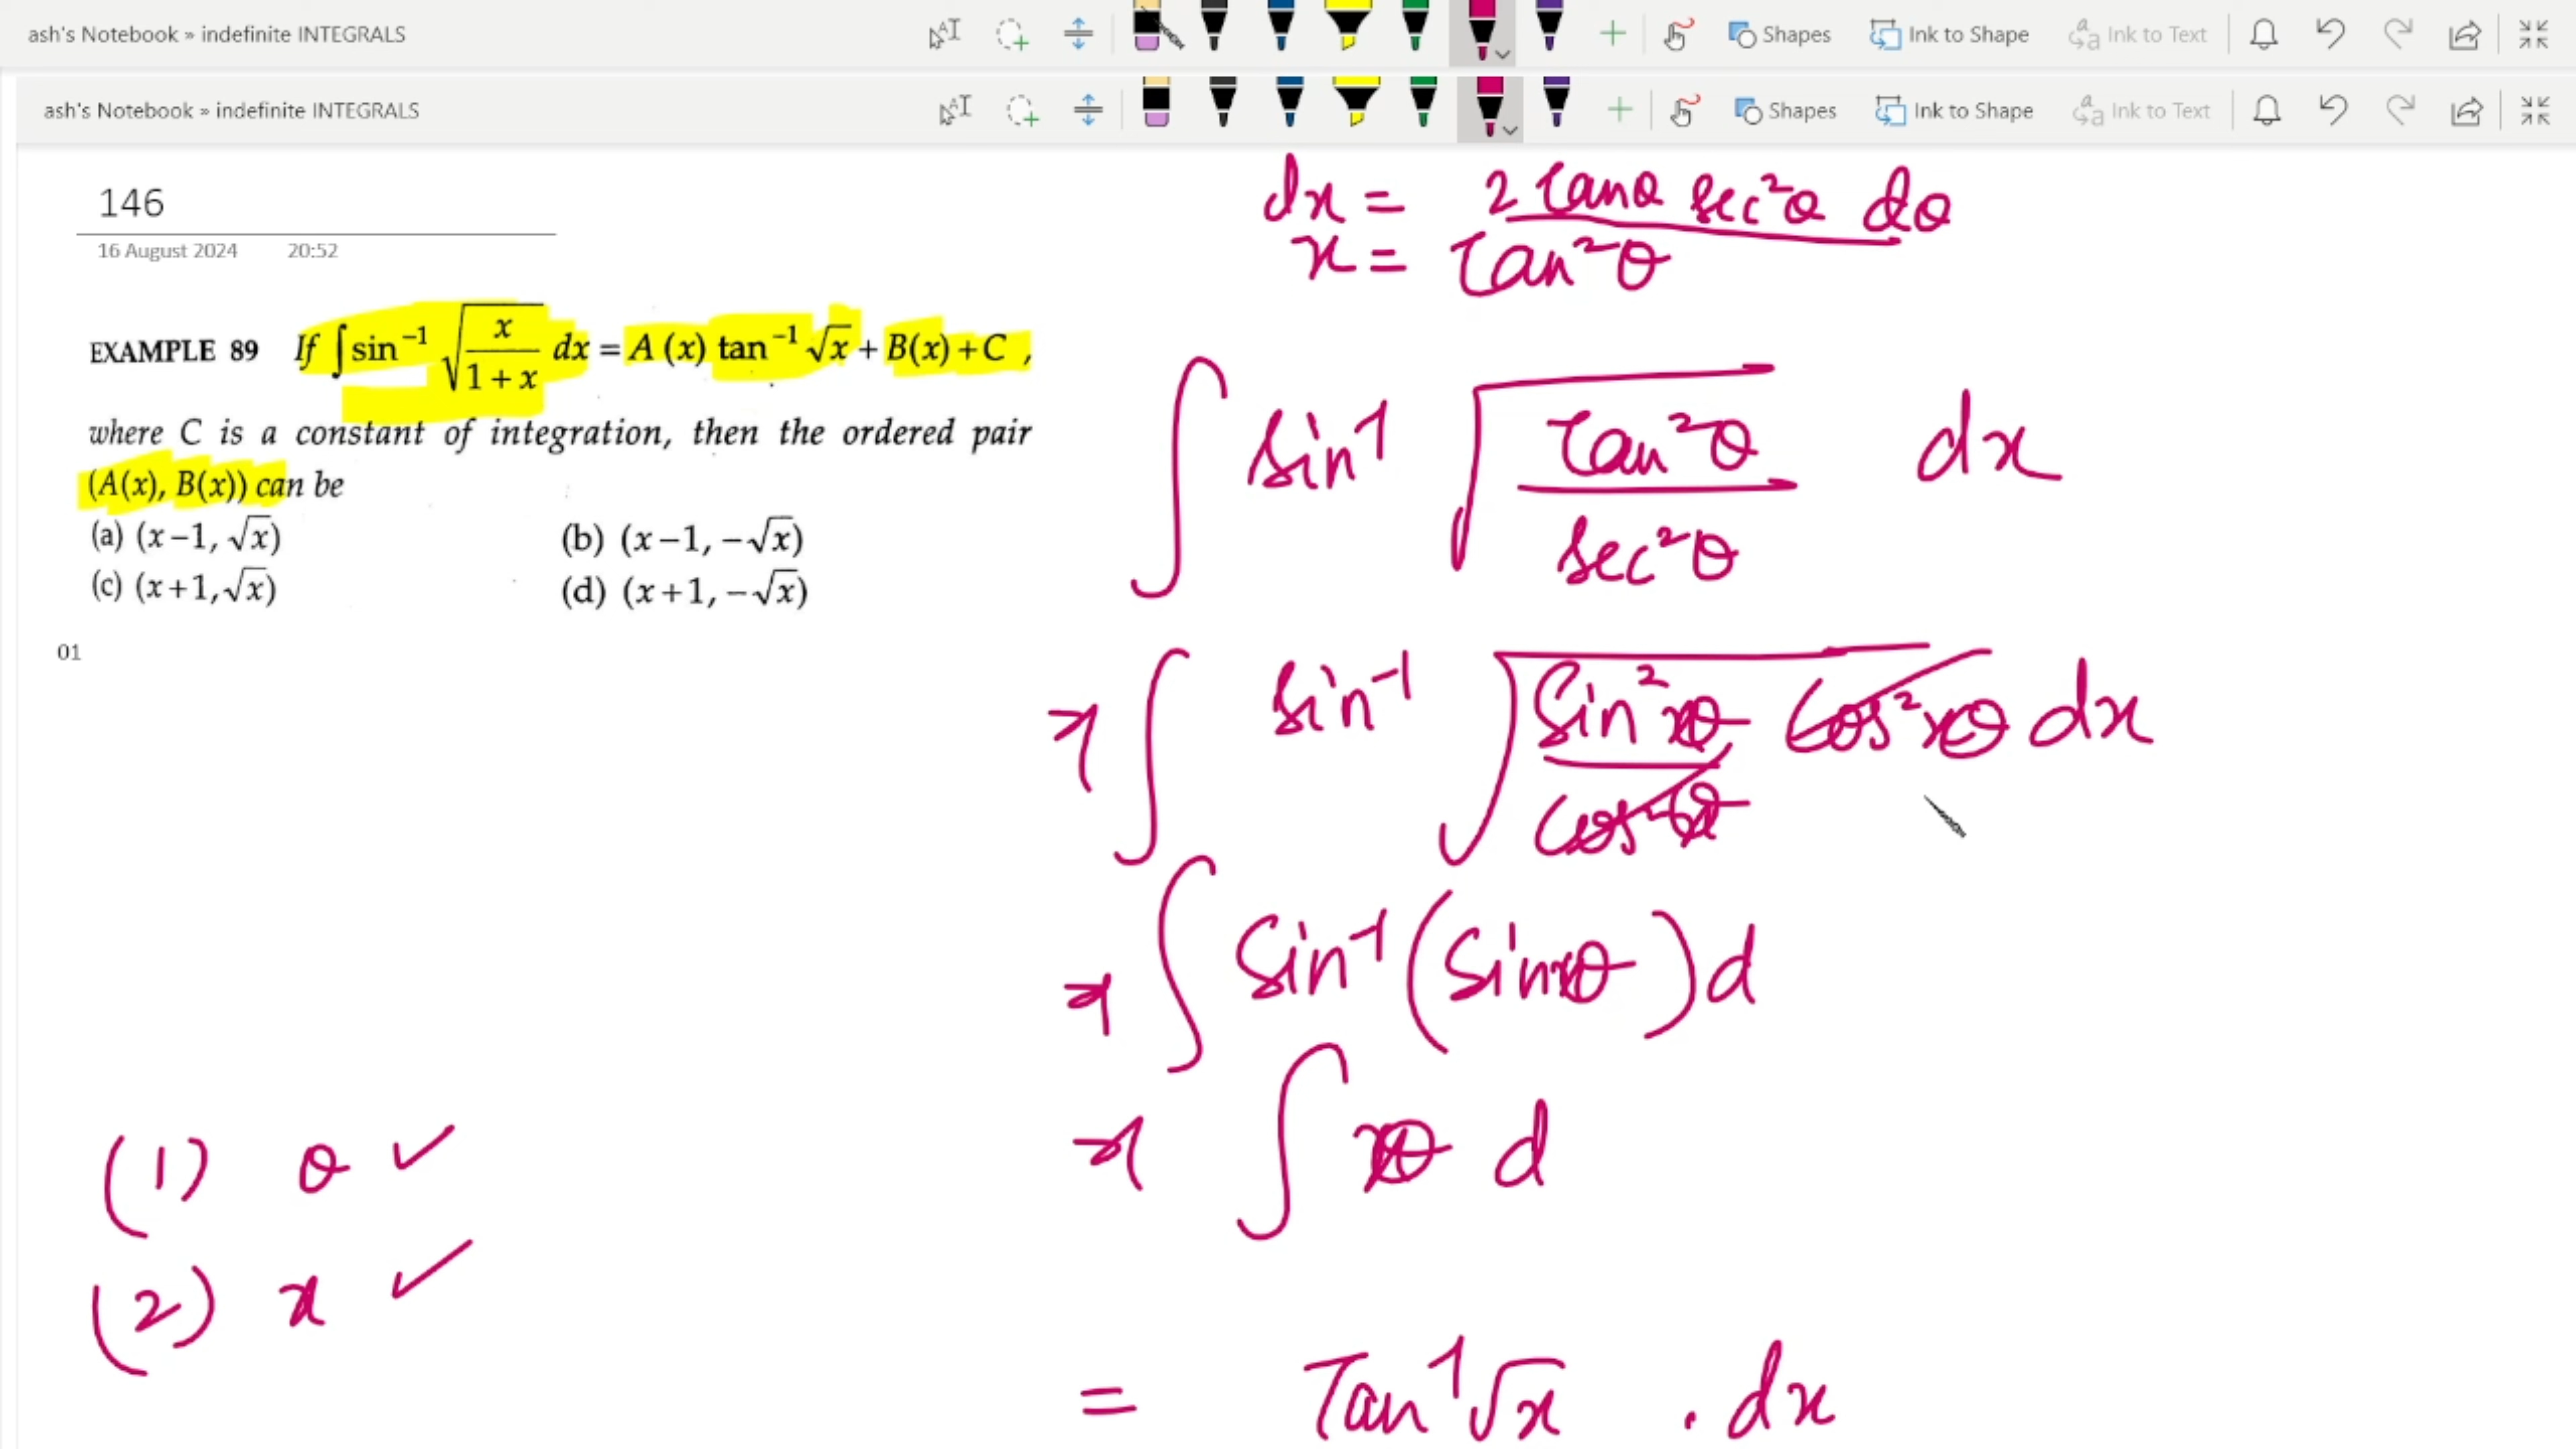 ash's Notebook » indefinite INTEGRALS Shapes Ink to Shape Ink to Text
ash's Notebook » indefinite INTEGRALS Shapes Ink to Shape Ink to Text
146
16 August 2024 20:52
EXAMPLE 89 If ∫ sin⁻¹ √(x/(1+x)) dx = A (x) tan⁻¹ √x + B(x) + C ,
where C is a constant of integration, then the ordered pair
(A(x), B(x)) can be
(a) (x−1, √x) (b) (x−1, −√x)
(c) (x+1, √x) (d) (x+1, −√x)
01
(1) θ ✓
(2) x ✓
dx = 2 tanθ sec²θ dθ
x = Tan²θ
∫ sin⁻¹ √(Tan²θ/sec²θ) dx
∫ sin⁻¹ √(Sin²θ/cos²θ cos²θ) dx
∫ Sin⁻¹ (Sinθ) d
∫ θ d
= Tan⁻¹√x . dx